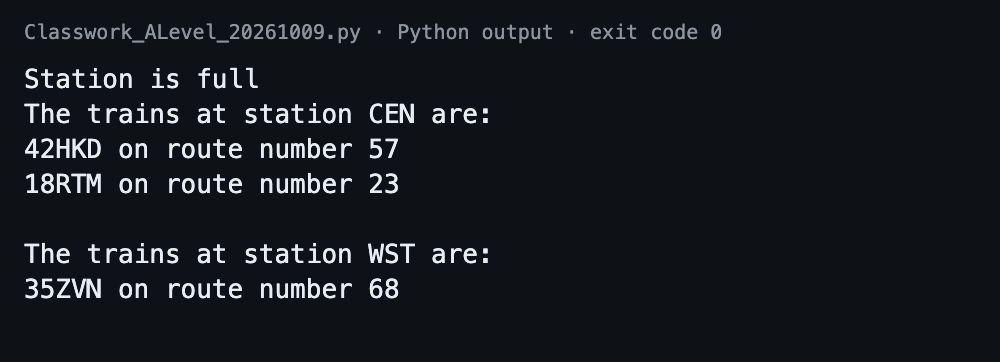 Classwork_ALevel_20261009.py · Python output · exit code 0
Station is full
The trains at station CEN are:
42HKD on route number 57
18RTM on route number 23
The trains at station WST are:
35ZVN on route number 68